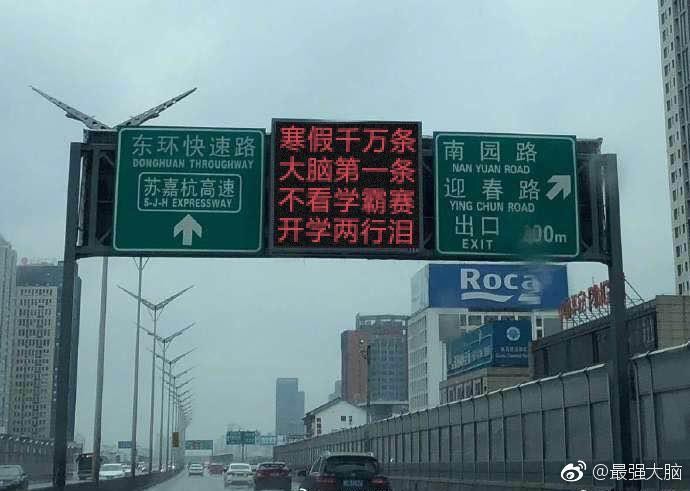 东环快速路
DONGHUAN THROUGHWAY
苏嘉杭高速
S-J-H EXPRESSWAY
寒假千万条
大脑第一条
不看学霸赛
开学两行泪
南园路
NAN YUAN ROAD
迎春路
YING CHUN ROAD
出口
EXIT
00m
Roca
@最强大脑